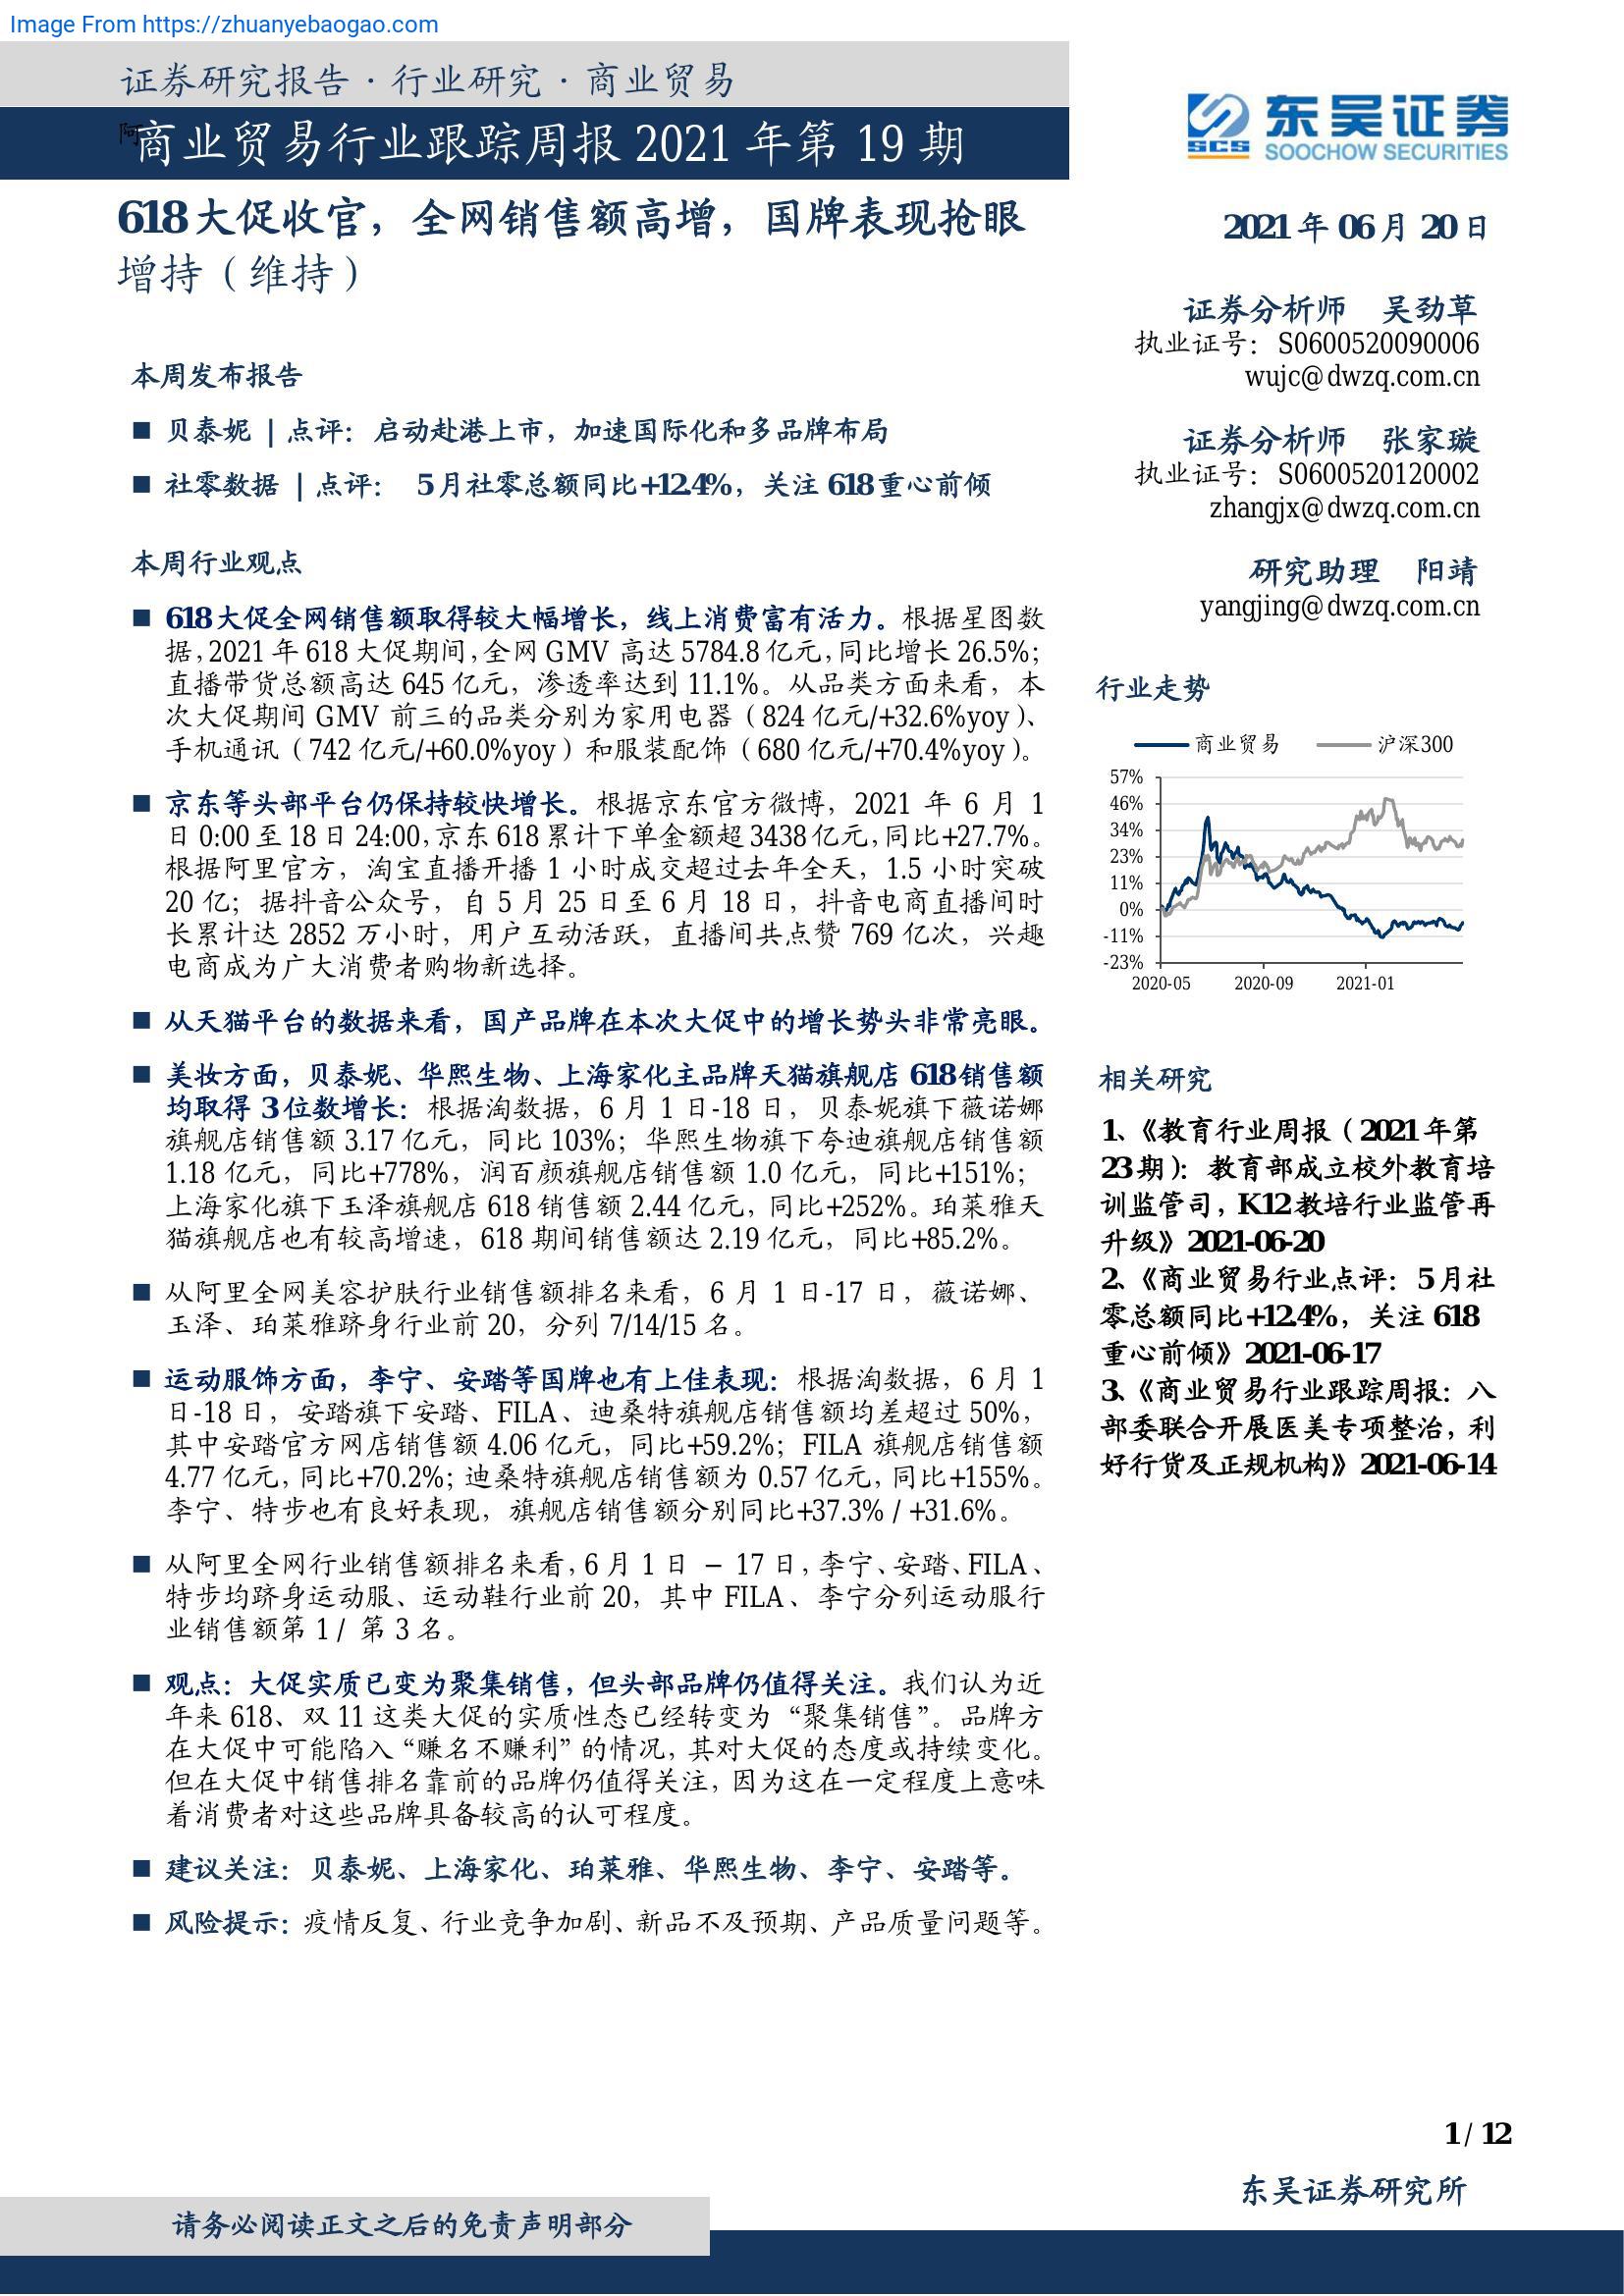 Image From https://zhuanyebaogao.com
证券研究报告·行业研究·商业贸易
阿
商业贸易行业跟踪周报 2021 年第 19 期
618 大促收官，全网销售额高增，国牌表现抢眼
增持（维持）
本周发布报告
■ 贝泰妮 | 点评：启动赴港上市，加速国际化和多品牌布局
■ 社零数据 | 点评： 5 月社零总额同比+12.4%，关注 618 重心前倾
本周行业观点
■ 618 大促全网销售额取得较大幅增长，线上消费富有活力。根据星图数
据，2021 年 618 大促期间，全网 GMV 高达 5784.8 亿元，同比增长 26.5%；
直播带货总额高达 645 亿元，渗透率达到 11.1%。从品类方面来看，本
次大促期间 GMV 前三的品类分别为家用电器（824 亿元/+32.6%yoy）、
手机通讯（742 亿元/+60.0%yoy）和服装配饰（680 亿元/+70.4%yoy）。
■ 京东等头部平台仍保持较快增长。根据京东官方微博，2021 年 6 月 1
日 0:00 至 18 日 24:00，京东 618 累计下单金额超 3438 亿元，同比+27.7%。
根据阿里官方，淘宝直播开播 1 小时成交超过去年全天，1.5 小时突破
20 亿；据抖音公众号，自 5 月 25 日至 6 月 18 日，抖音电商直播间时
长累计达 2852 万小时，用户互动活跃，直播间共点赞 769 亿次，兴趣
电商成为广大消费者购物新选择。
■ 从天猫平台的数据来看，国产品牌在本次大促中的增长势头非常亮眼。
■ 美妆方面，贝泰妮、华熙生物、上海家化主品牌天猫旗舰店 618 销售额
均取得 3 位数增长：根据淘数据，6 月 1 日-18 日，贝泰妮旗下薇诺娜
旗舰店销售额 3.17 亿元，同比 103%；华熙生物旗下夸迪旗舰店销售额
1.18 亿元，同比+778%，润百颜旗舰店销售额 1.0 亿元，同比+151%；
上海家化旗下玉泽旗舰店 618 销售额 2.44 亿元，同比+252%。珀莱雅天
猫旗舰店也有较高增速，618 期间销售额达 2.19 亿元，同比+85.2%。
■ 从阿里全网美容护肤行业销售额排名来看，6 月 1 日-17 日，薇诺娜、
玉泽、珀莱雅跻身行业前 20，分列 7/14/15 名。
■ 运动服饰方面，李宁、安踏等国牌也有上佳表现：根据淘数据，6 月 1
日-18 日，安踏旗下安踏、FILA、迪桑特旗舰店销售额均差超过 50%，
其中安踏官方网店销售额 4.06 亿元，同比+59.2%；FILA 旗舰店销售额
4.77 亿元，同比+70.2%；迪桑特旗舰店销售额为 0.57 亿元，同比+155%。
李宁、特步也有良好表现，旗舰店销售额分别同比+37.3% / +31.6%。
■ 从阿里全网行业销售额排名来看，6 月 1 日 – 17 日，李宁、安踏、FILA、
特步均跻身运动服、运动鞋行业前 20，其中 FILA、李宁分列运动服行
业销售额第 1 / 第 3 名。
■ 观点：大促实质已变为聚集销售，但头部品牌仍值得关注。我们认为近
年来 618、双 11 这类大促的实质性态已经转变为“聚集销售”。品牌方
在大促中可能陷入“赚名不赚利”的情况，其对大促的态度或持续变化。
但在大促中销售排名靠前的品牌仍值得关注，因为这在一定程度上意味
着消费者对这些品牌具备较高的认可程度。
■ 建议关注：贝泰妮、上海家化、珀莱雅、华熙生物、李宁、安踏等。
■ 风险提示：疫情反复、行业竞争加剧、新品不及预期、产品质量问题等。
东吴证券
SCS SOOCHOW SECURITIES
2021 年 06 月 20 日
证券分析师 吴劲草
执业证号：S0600520090006
wujc@dwzq.com.cn
证券分析师 张家璇
执业证号：S0600520120002
zhangjx@dwzq.com.cn
研究助理 阳靖
yangjing@dwzq.com.cn
行业走势
商业贸易 沪深300
57%
46%
34%
23%
11%
0%
-11%
-23%
2020-05 2020-09 2021-01
相关研究
1、《教育行业周报（2021 年第
23 期）：教育部成立校外教育培
训监管司，K12 教培行业监管再
升级》2021-06-20
2、《商业贸易行业点评：5 月社
零总额同比+12.4%，关注 618
重心前倾》2021-06-17
3、《商业贸易行业跟踪周报：八
部委联合开展医美专项整治，利
好行货及正规机构》2021-06-14
1 / 12
东吴证券研究所
请务必阅读正文之后的免责声明部分